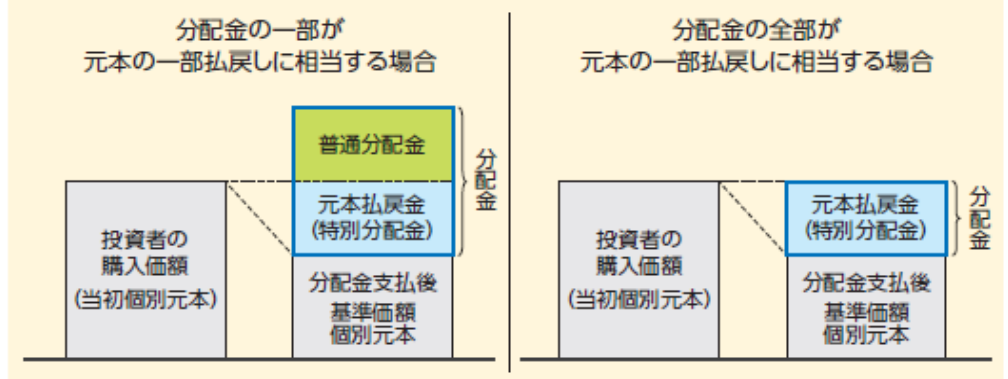 分配金の一部が
元本の一部払戻しに相当する場合
普通分配金
元本払戻金
(特別分配金)
分配金
投資者の
購入価額
(当初個別元本)
分配金支払後
基準価額
個別元本
分配金の全部が
元本の一部払戻しに相当する場合
元本払戻金
(特別分配金)
分配金
投資者の
購入価額
(当初個別元本)
分配金支払後
基準価額
個別元本